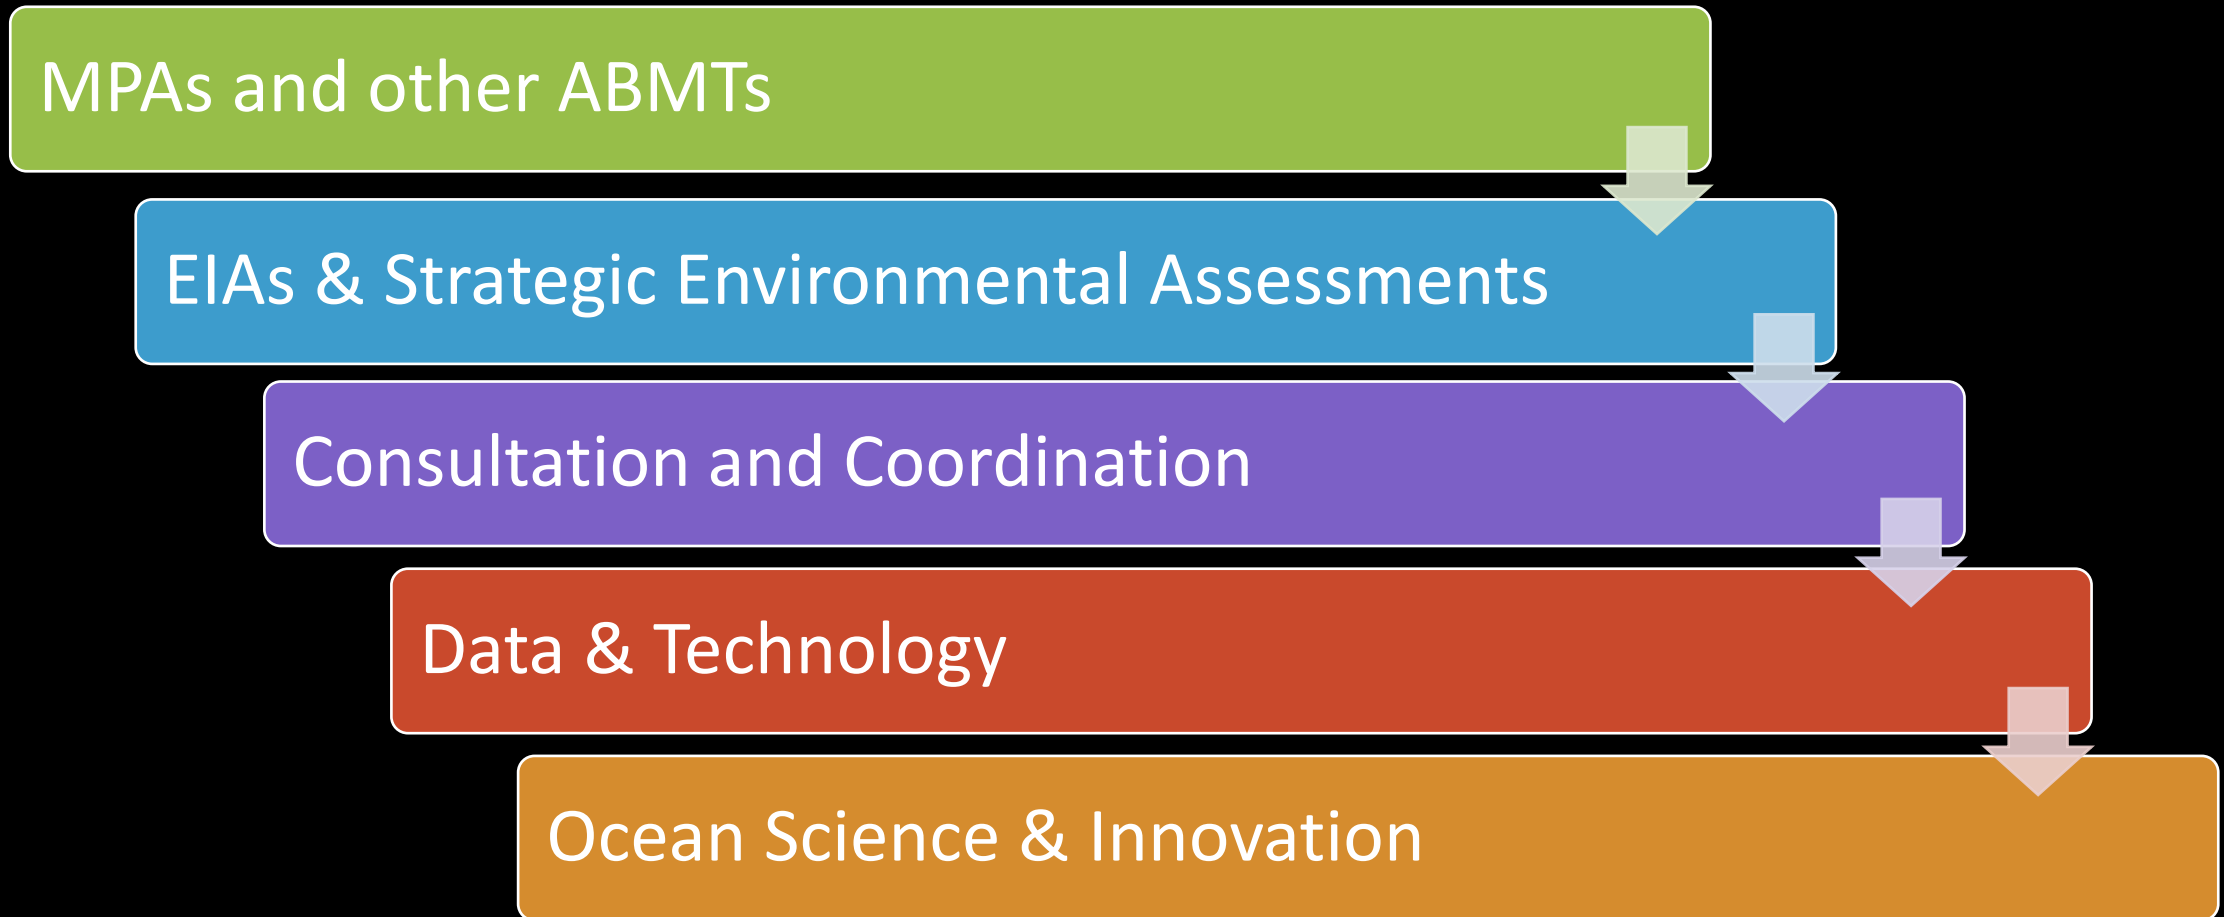 MPAs and other ABMTs
EIAs & Strategic Environmental Assessments
Consultation and Coordination
Data & Technology
Ocean Science & Innovation